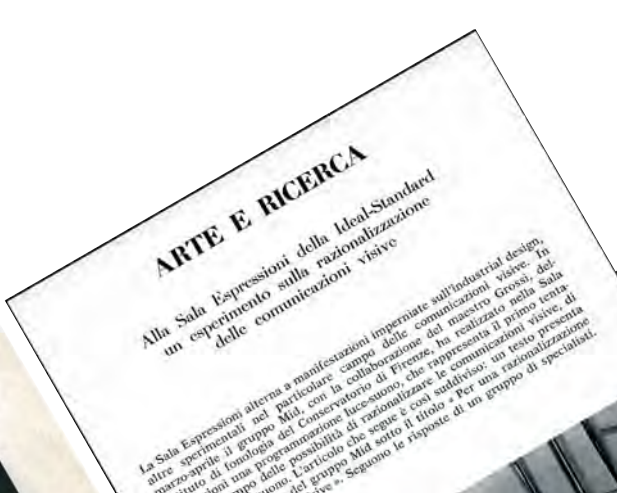 ARTE E RICERCA
Alla Sala Espressioni della Ideal-Standard
un esperimento sulla razionalizzazione
delle comunicazioni visive
La Sala Espressioni alterna a manifestazioni imperniate sull'industrial design,
altre sperimentali nel particolare campo delle comunicazioni visive. In
marzo-aprile il gruppo Mid, con la collaborazione del maestro Grossi, del-
tituto di fonologia del Conservatorio di Firenze, ha realizzato nella Sala
ioni una programmazione luce-suono, che rappresenta il primo tenta-
mpo delle possibilità di razionalizzare le comunicazioni visive, di
uono. L'articolo che segue è così suddiviso: un testo presenta
del gruppo Mid sotto il titolo « Per una razionalizzazione
ive ». Seguono le risposte di un gruppo di specialisti.